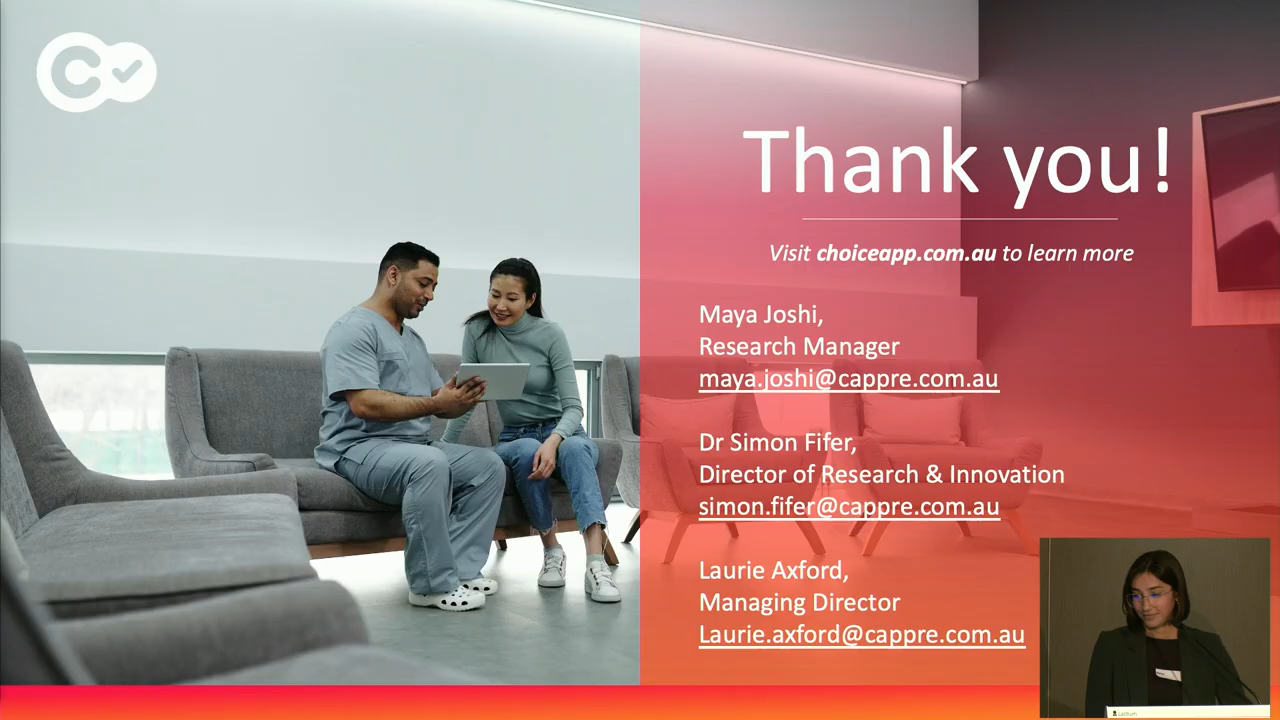 Thank you!
Visit choiceapp.com.au to learn more
Maya Joshi,
Research Manager
maya.joshi@cappre.com.au
Dr Simon Fifer,
Director of Research & Innovation
simon.fifer@cappre.com.au
Laurie Axford,
Managing Director
Laurie.axford@cappre.com.au